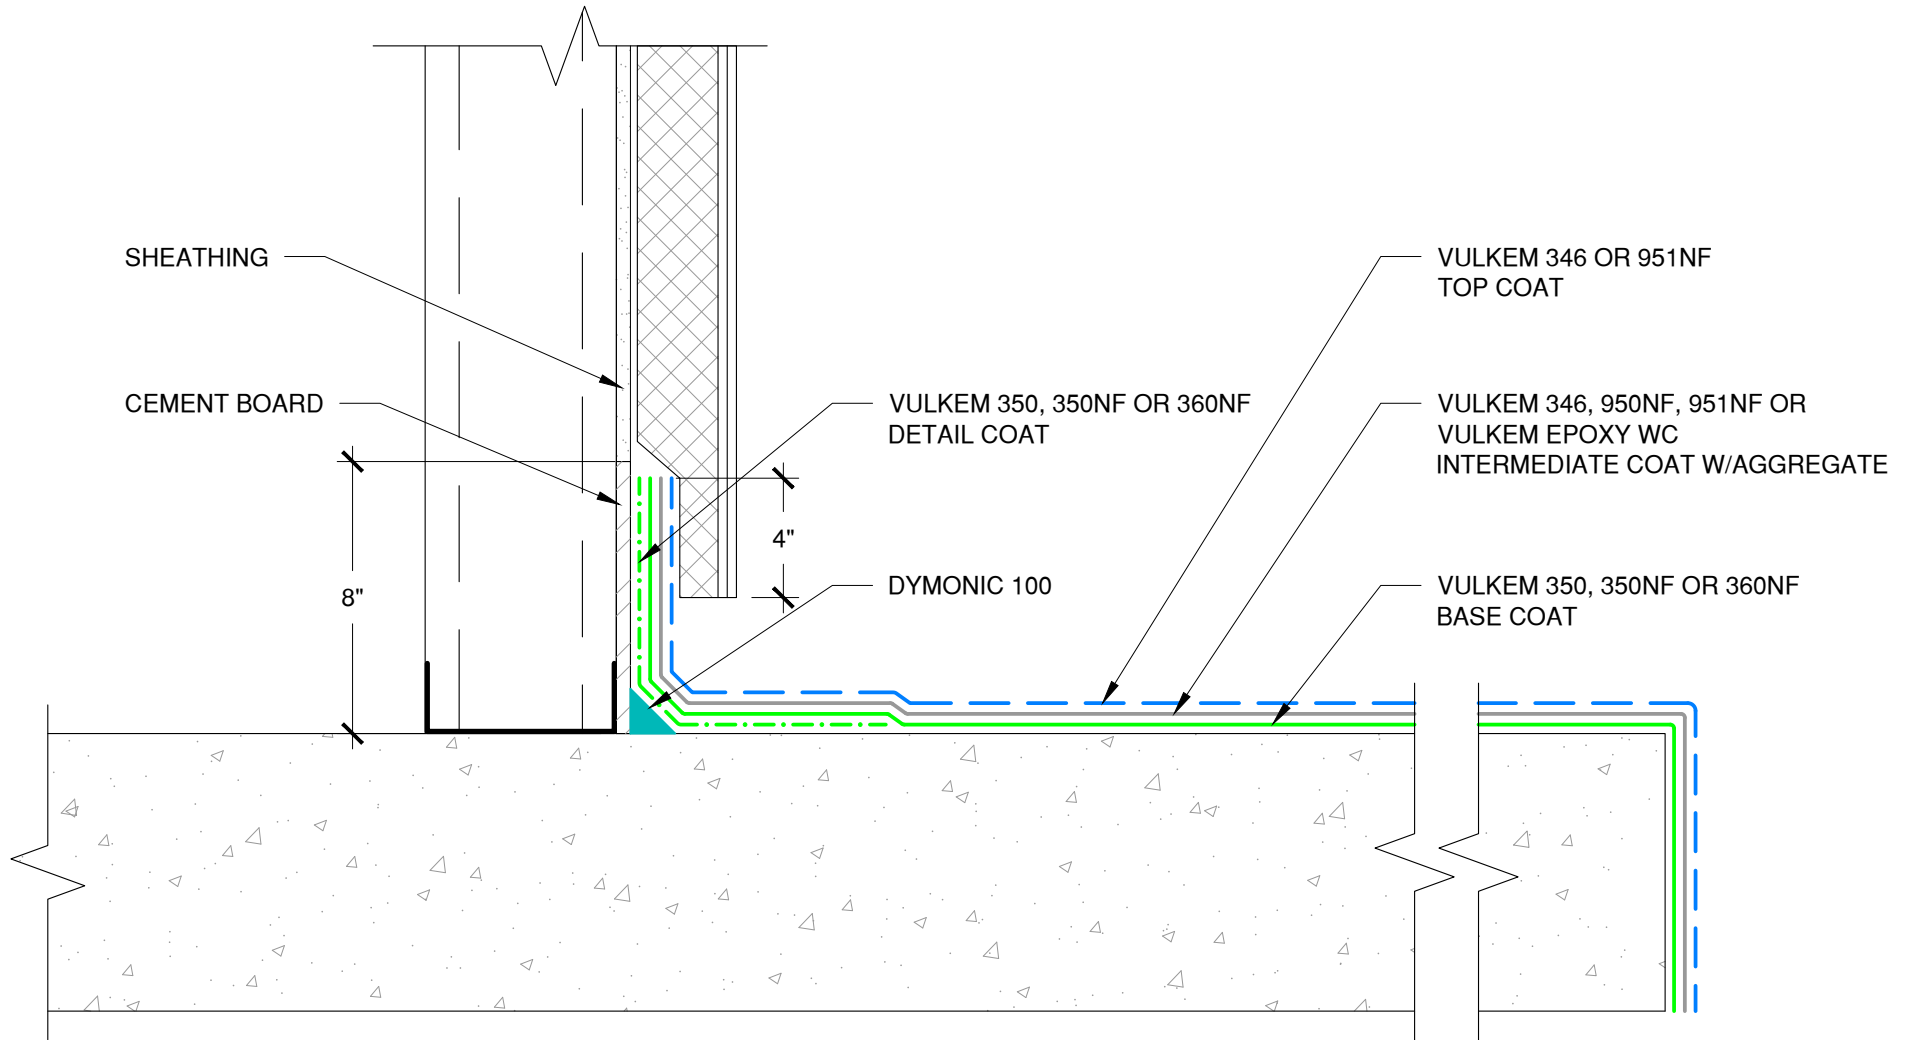 SHEATHING
CEMENT BOARD
8"
VULKEM 350, 350NF OR 360NF
DETAIL COAT
4"
DYMONIC 100
VULKEM 346 OR 951NF
TOP COAT
VULKEM 346, 950NF, 951NF OR
VULKEM EPOXY WC
INTERMEDIATE COAT W/AGGREGATE
VULKEM 350, 350NF OR 360NF
BASE COAT